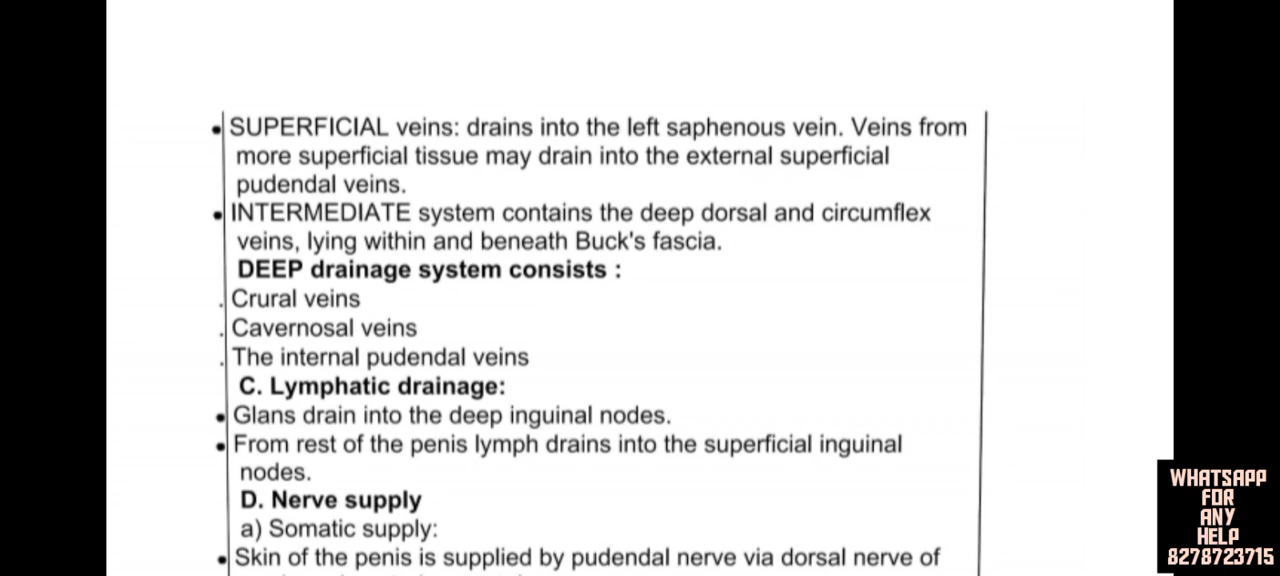 • SUPERFICIAL veins: drains into the left saphenous vein. Veins from
more superficial tissue may drain into the external superficial
pudendal veins.
• INTERMEDIATE system contains the deep dorsal and circumflex
veins, lying within and beneath Buck's fascia.
DEEP drainage system consists :
. Crural veins
. Cavernosal veins
. The internal pudendal veins
C. Lymphatic drainage:
• Glans drain into the deep inguinal nodes.
• From rest of the penis lymph drains into the superficial inguinal
nodes.
D. Nerve supply
a) Somatic supply:
• Skin of the penis is supplied by pudendal nerve via dorsal nerve of
WHATSAPP
FOR
ANY
HELP
8278723715